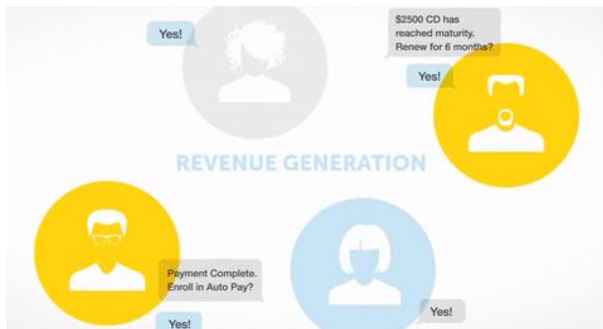 Yes!
$2500 CD has
reached maturity.
Renew for 6 months?
Yes!
REVENUE GENERATION
Payment Complete.
Enroll in Auto Pay?
Yes!
Yes!